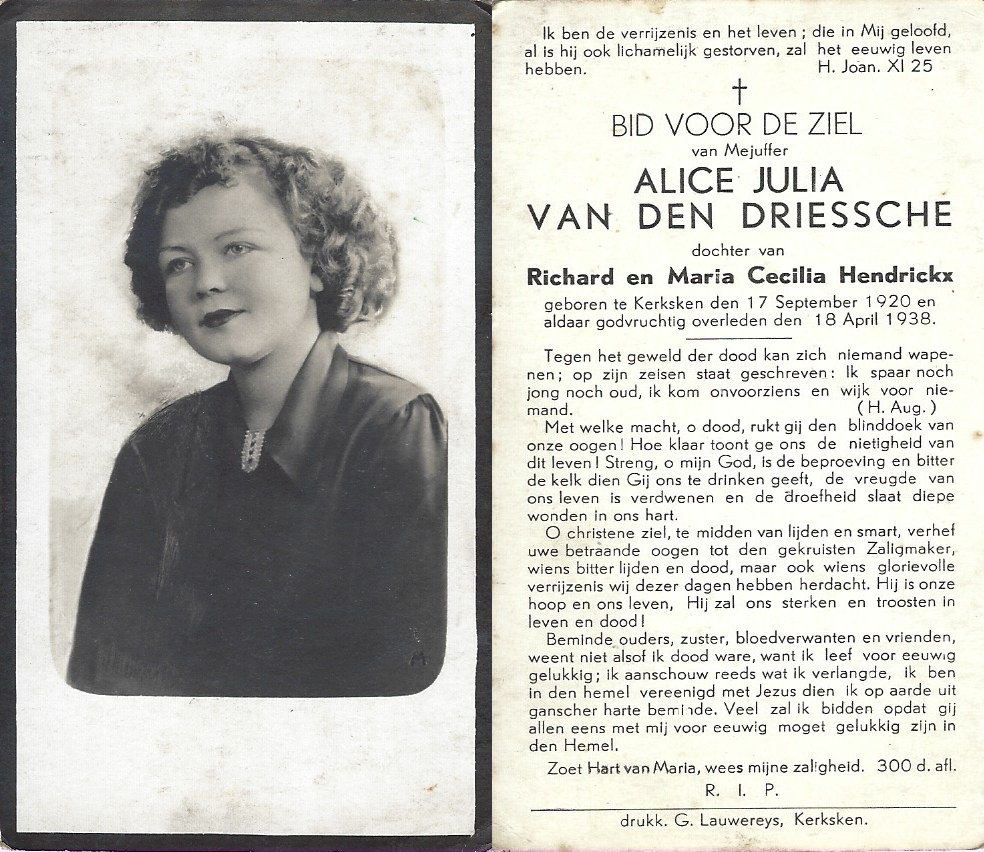 Ik ben de verrijzenis en het leven ; die in Mij geloofd,
al is hij ook lichamelijk gestorven, zal het eeuwig leven
hebben. H. Joan. XI 25
†
BID VOOR DE ZIEL
van Mejuffer
ALICE JULIA
VAN DEN DRIESSCHE
dochter van
Richard en Maria Cecilia Hendrickx
geboren te Kerksken den 17 September 1920 en
aldaar godvruchtig overleden den 18 April 1938.
Tegen het geweld der dood kan zich niemand wape-
nen ; op zijn zeisen staat geschreven : Ik spaar noch
jong noch oud, ik kom onvoorziens en wijk voor nie-
mand. ( H. Aug. )
Met welke macht, o dood, rukt gij den blinddoek van
onze oogen ! Hoe klaar toont ge ons de nietigheid van
dit leven ! Streng, o mijn God, is de beproeving en bitter
de kelk dien Gij ons te drinken geeft, de vreugde van
ons leven is verdwenen en de droefheid slaat diepe
wonden in ons hart.
O christene ziel, te midden van lijden en smart, verhef
uwe betraande oogen tot den gekruisten Zaligmaker,
wiens bitter lijden en dood, maar ook wiens glorievolle
verrijzenis wij dezer dagen hebben herdacht. Hij is onze
hoop en ons leven, Hij zal ons sterken en troosten in
leven en dood !
Beminde ouders, zuster, bloedverwanten en vrienden,
weent niet alsof ik dood ware, want ik leef voor eeuwig
gelukkig ; ik aanschouw reeds wat ik verlangde, ik ben
in den hemel vereenigd met Jezus dien ik op aarde uit
ganscher harte beminde. Veel zal ik bidden opdat gij
allen eens met mij voor eeuwig moget gelukkig zijn in
den Hemel.
Zoet Hart van Maria, wees mijne zaligheid. 300 d. afl.
R. I. P.
drukk. G. Lauwereys, Kerksken.